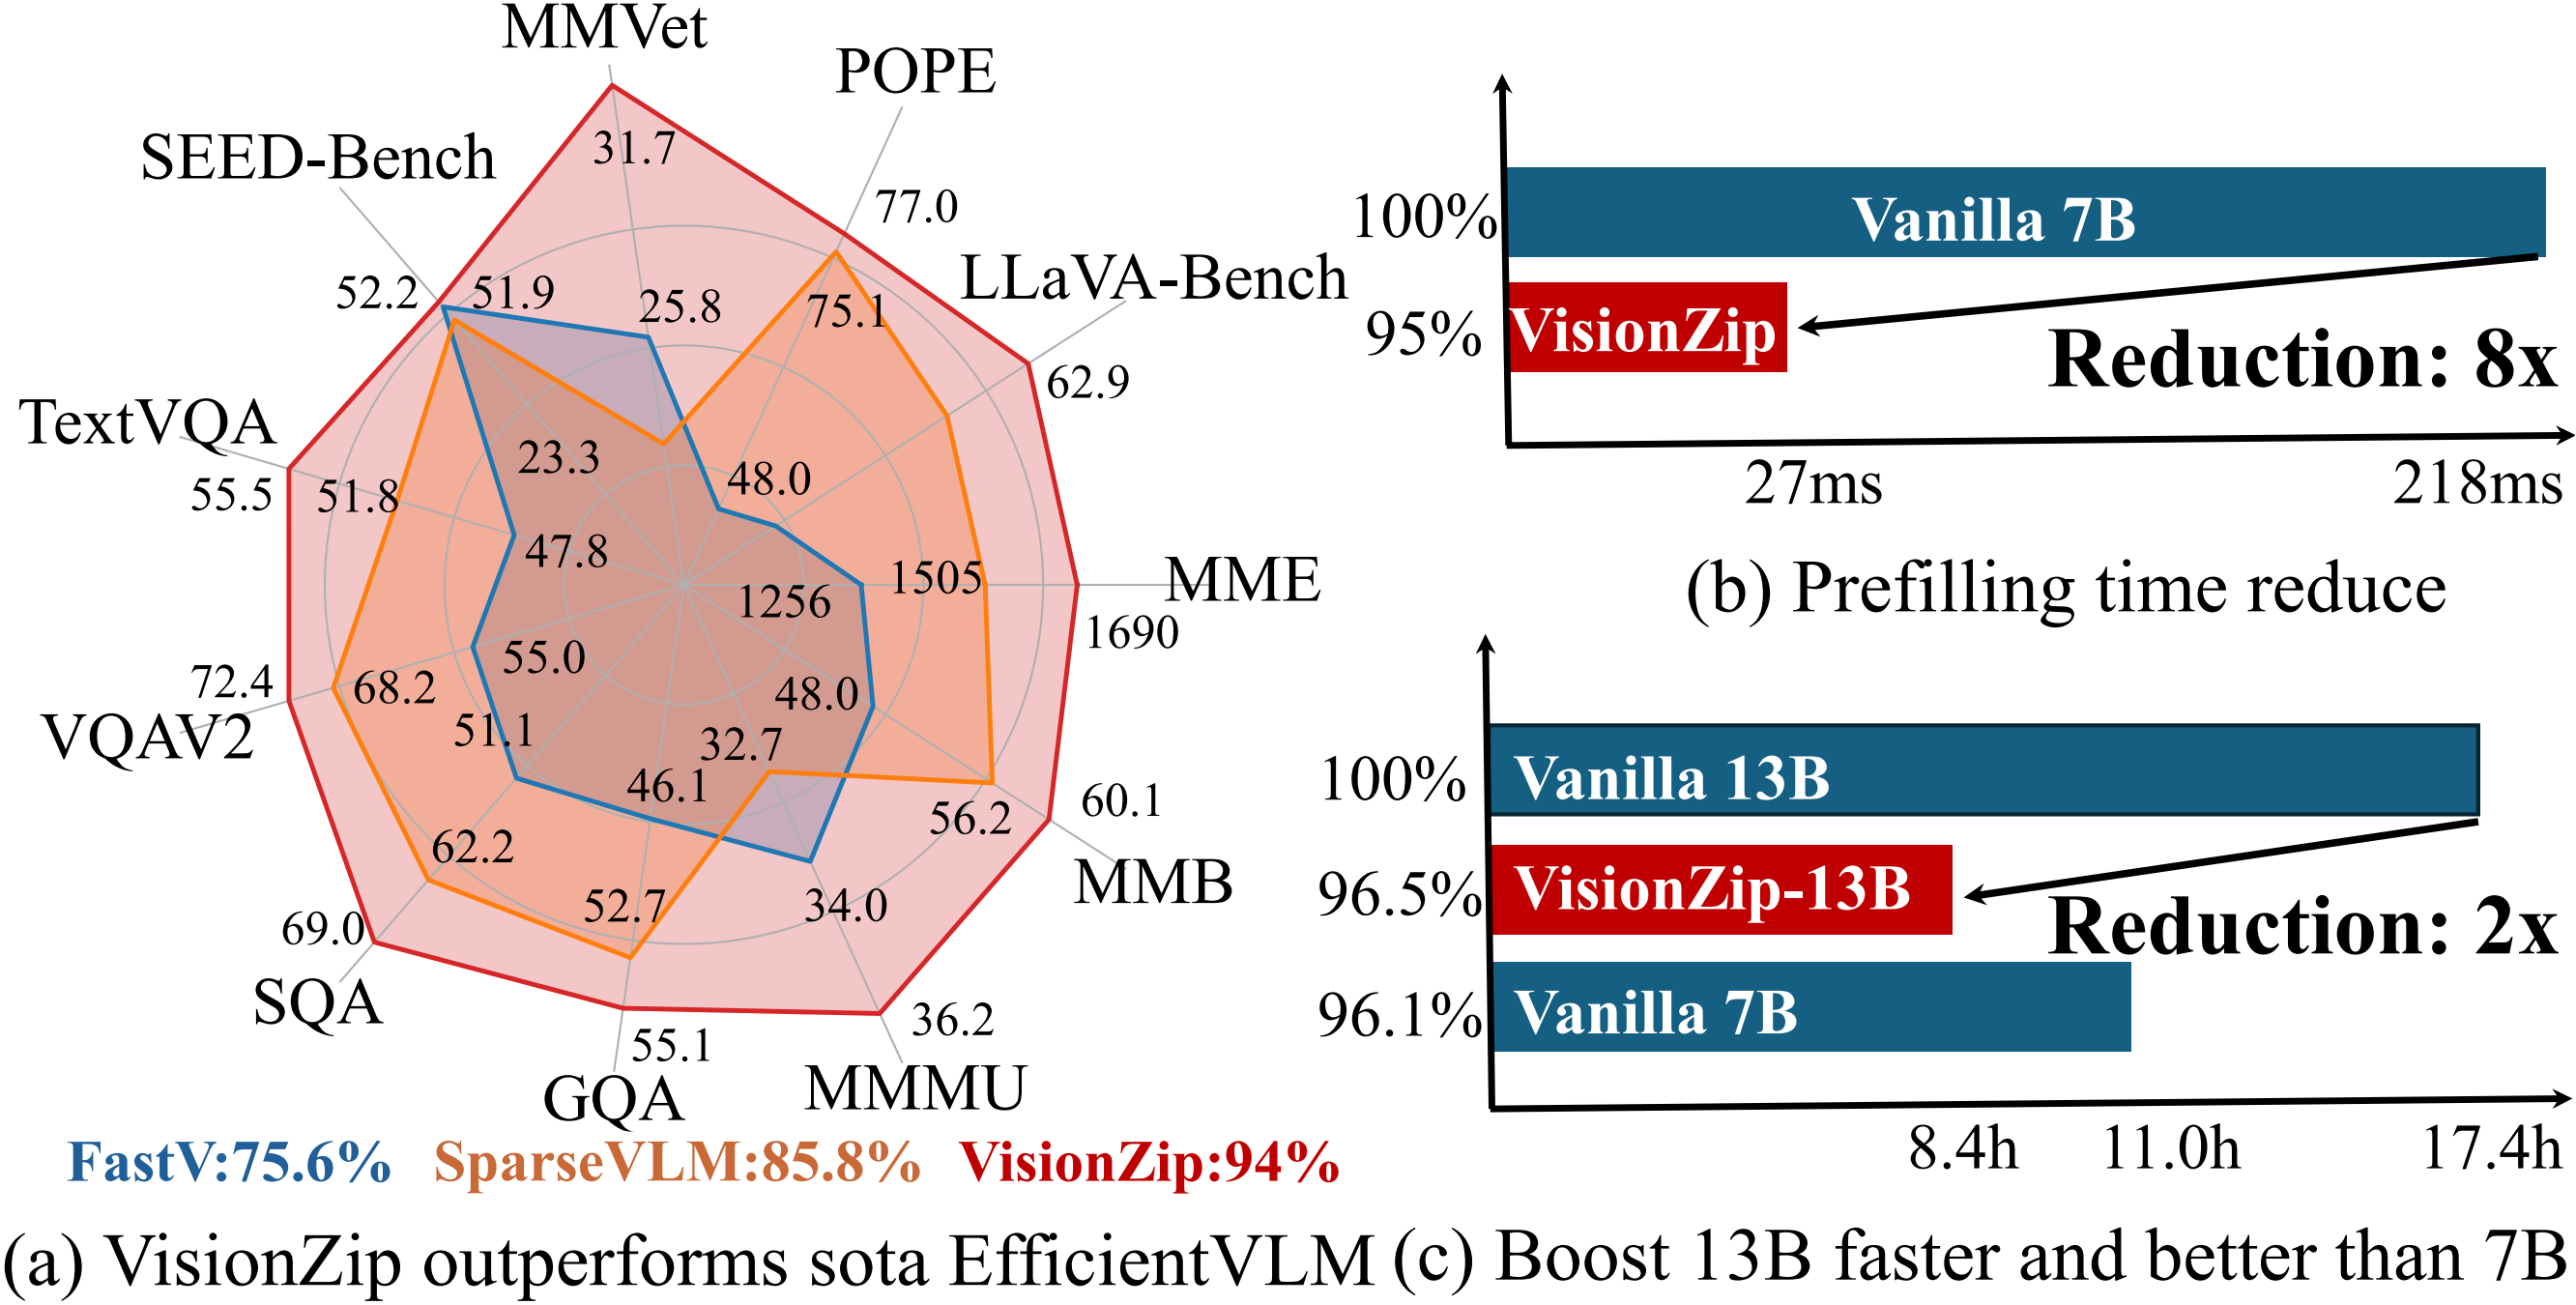 MMVet
POPE
SEED-Bench
31.7
77.0
LLaVA-Bench
52.2
51.9
25.8
75.1
62.9
TextVQA
23.3
48.0
55.5
51.8
47.8
1256
1505
MME
1690
72.4
55.0
68.2
VQAV2
51.1
48.0
32.7
46.1
60.1
56.2
62.2
52.7
34.0
MMB
69.0
SQA
36.2
55.1
GQA
MMMU
FastV:75.6% SparseVLM:85.8% VisionZip:94%
(a) VisionZip outperforms sota EfficientVLM
100%
Vanilla 7B
95%
VisionZip
Reduction: 8x
27ms
218ms
(b) Prefilling time reduce
100%
Vanilla 13B
96.5%
VisionZip-13B
Reduction: 2x
96.1%
Vanilla 7B
8.4h
11.0h
17.4h
(c) Boost 13B faster and better than 7B